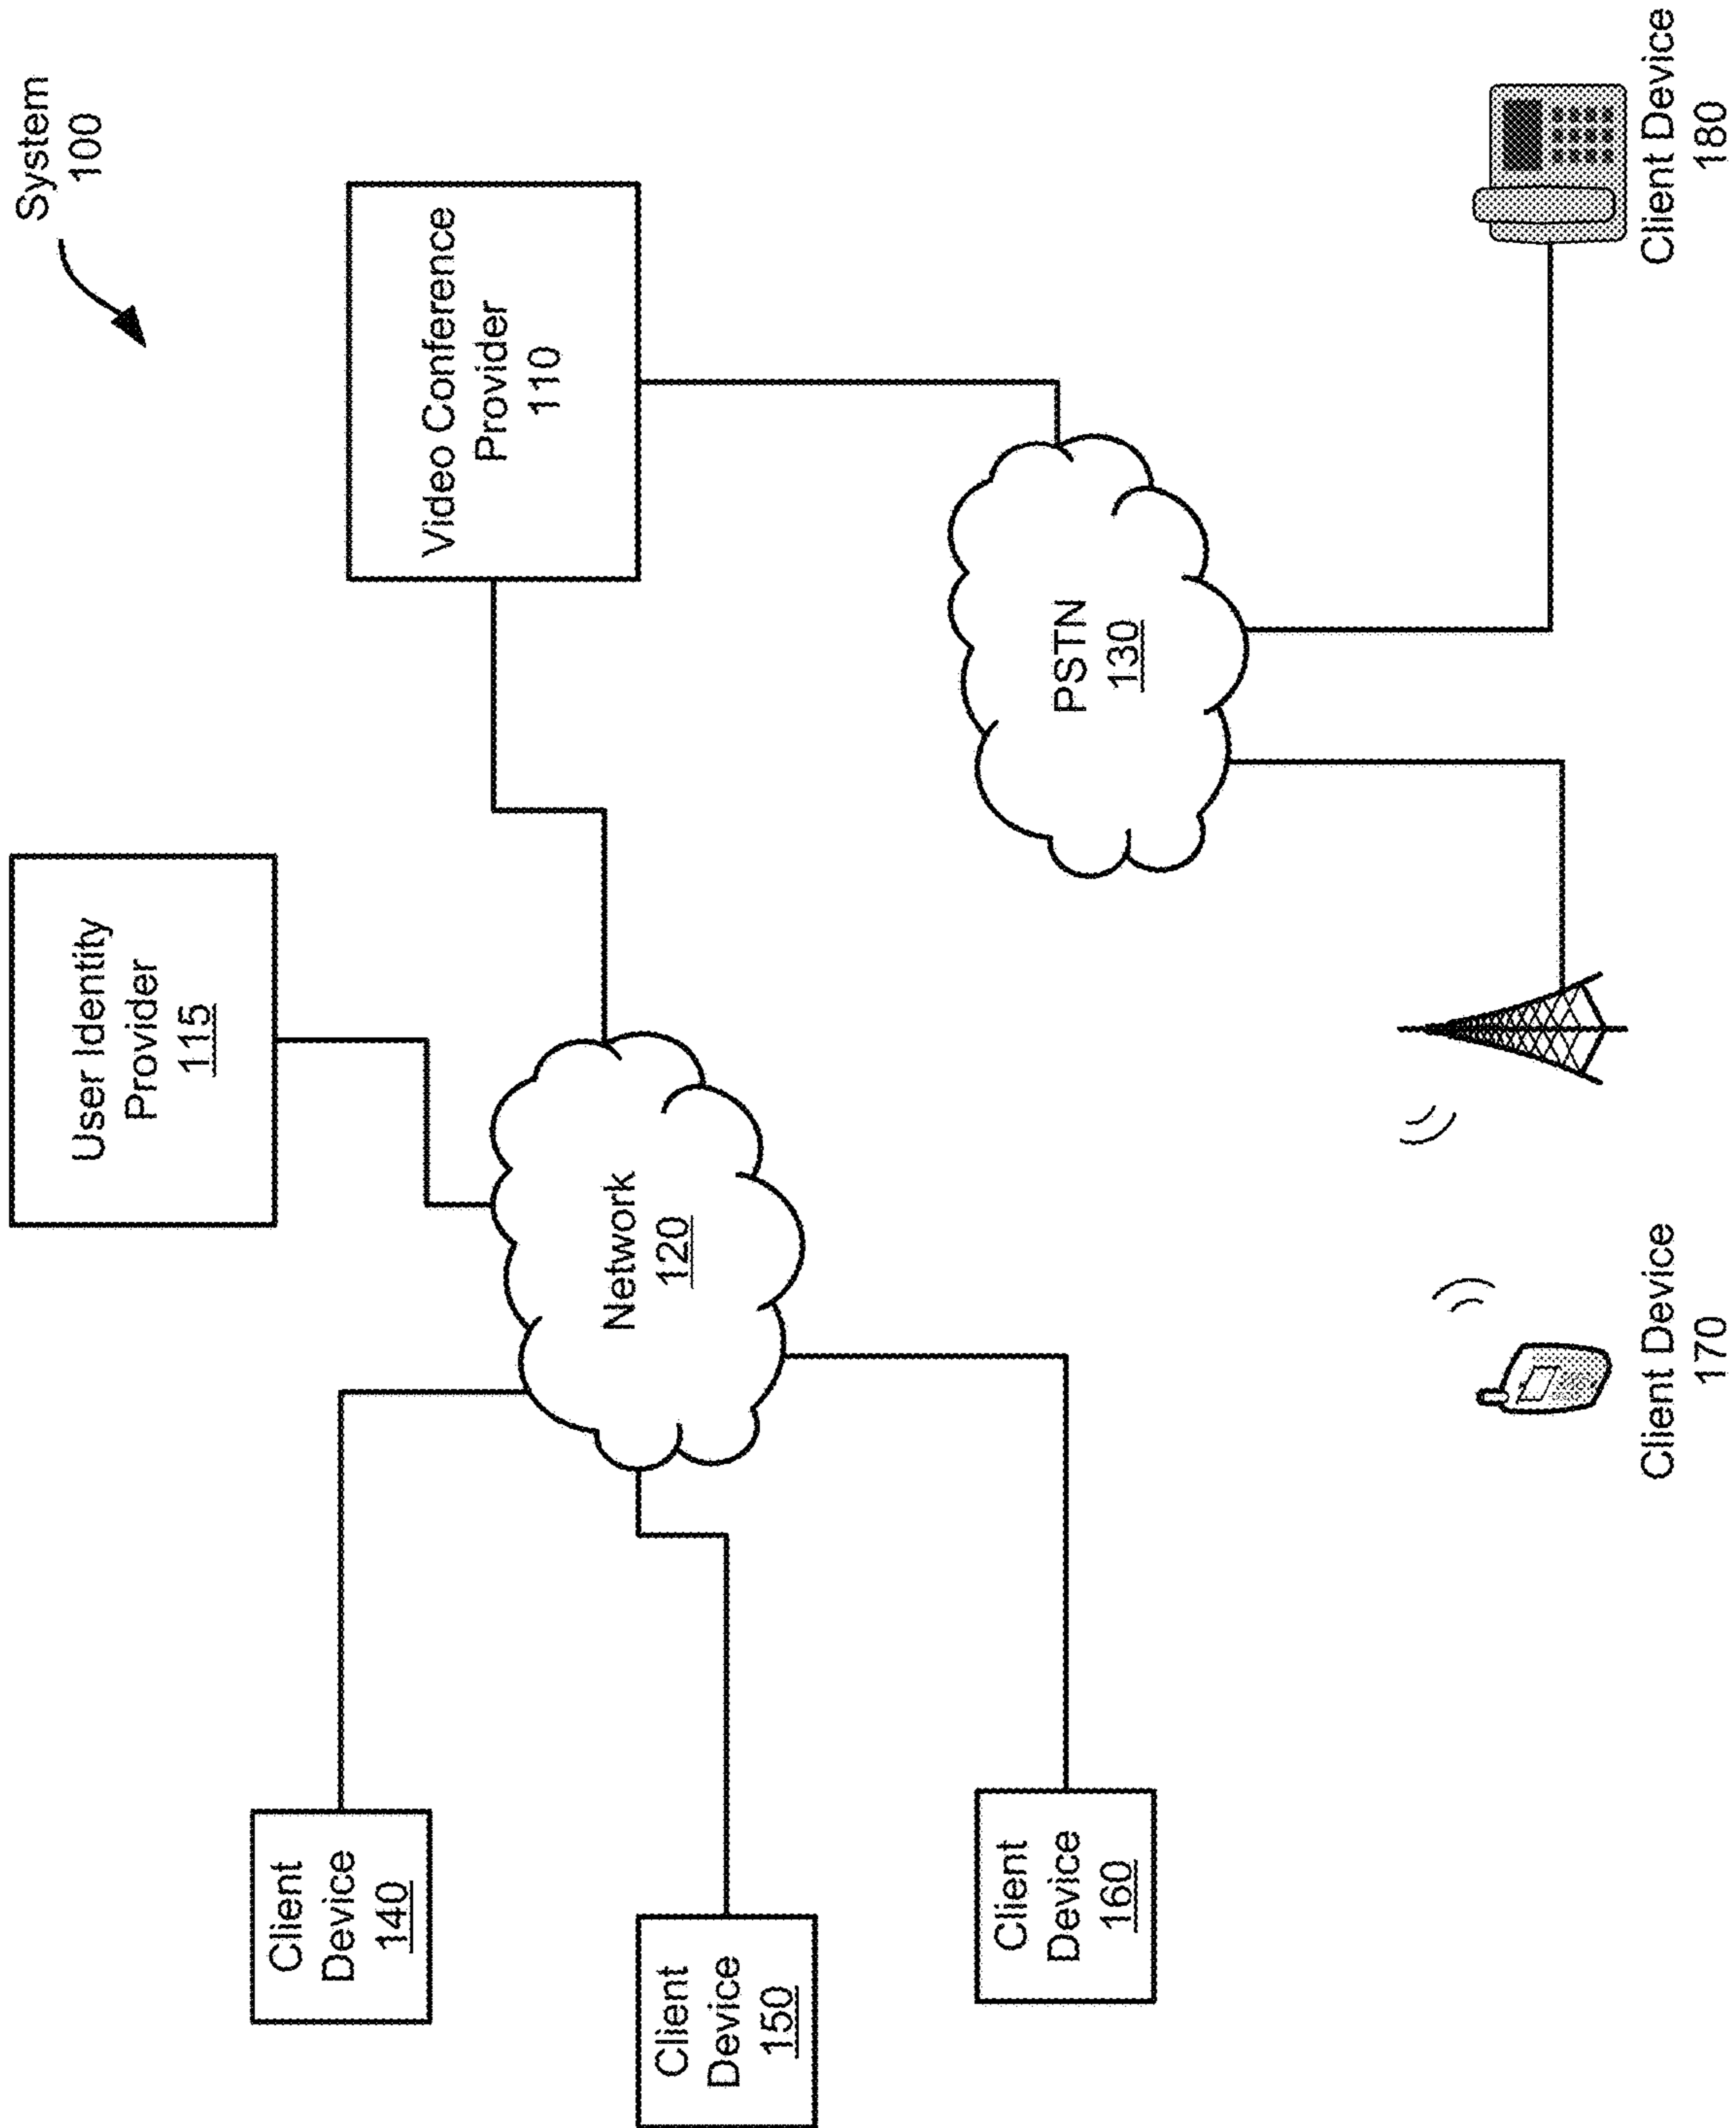 System
100
User Identity
Provider
115
Video Conference
Provider
110
Client
Device
140
Network
120
Client
Device
150
PSTN
130
Client
Device
160
Client Device
170
Client Device
180